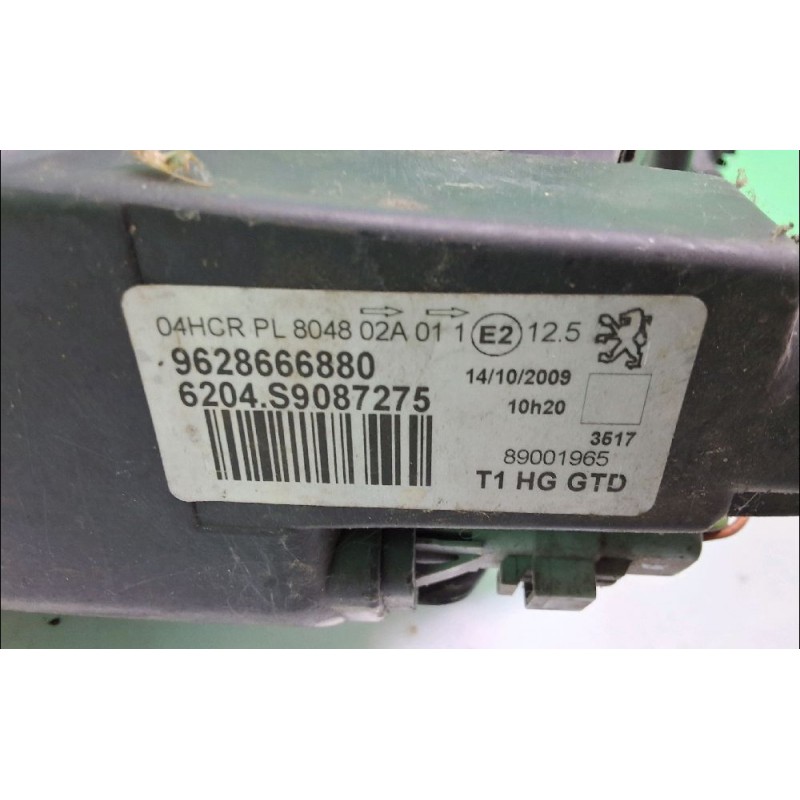 04HCR PL 8048 02A 01 1 E2 12.5
9628666880
14/10/2009
6204.S9087275
10h20
3517
89001965
T1 HG GTD